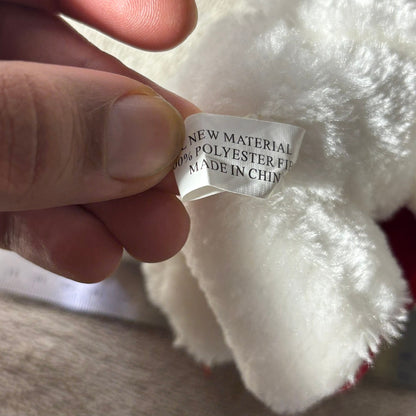 NEW MATERIAL
POLYESTER
MADE IN CHIN